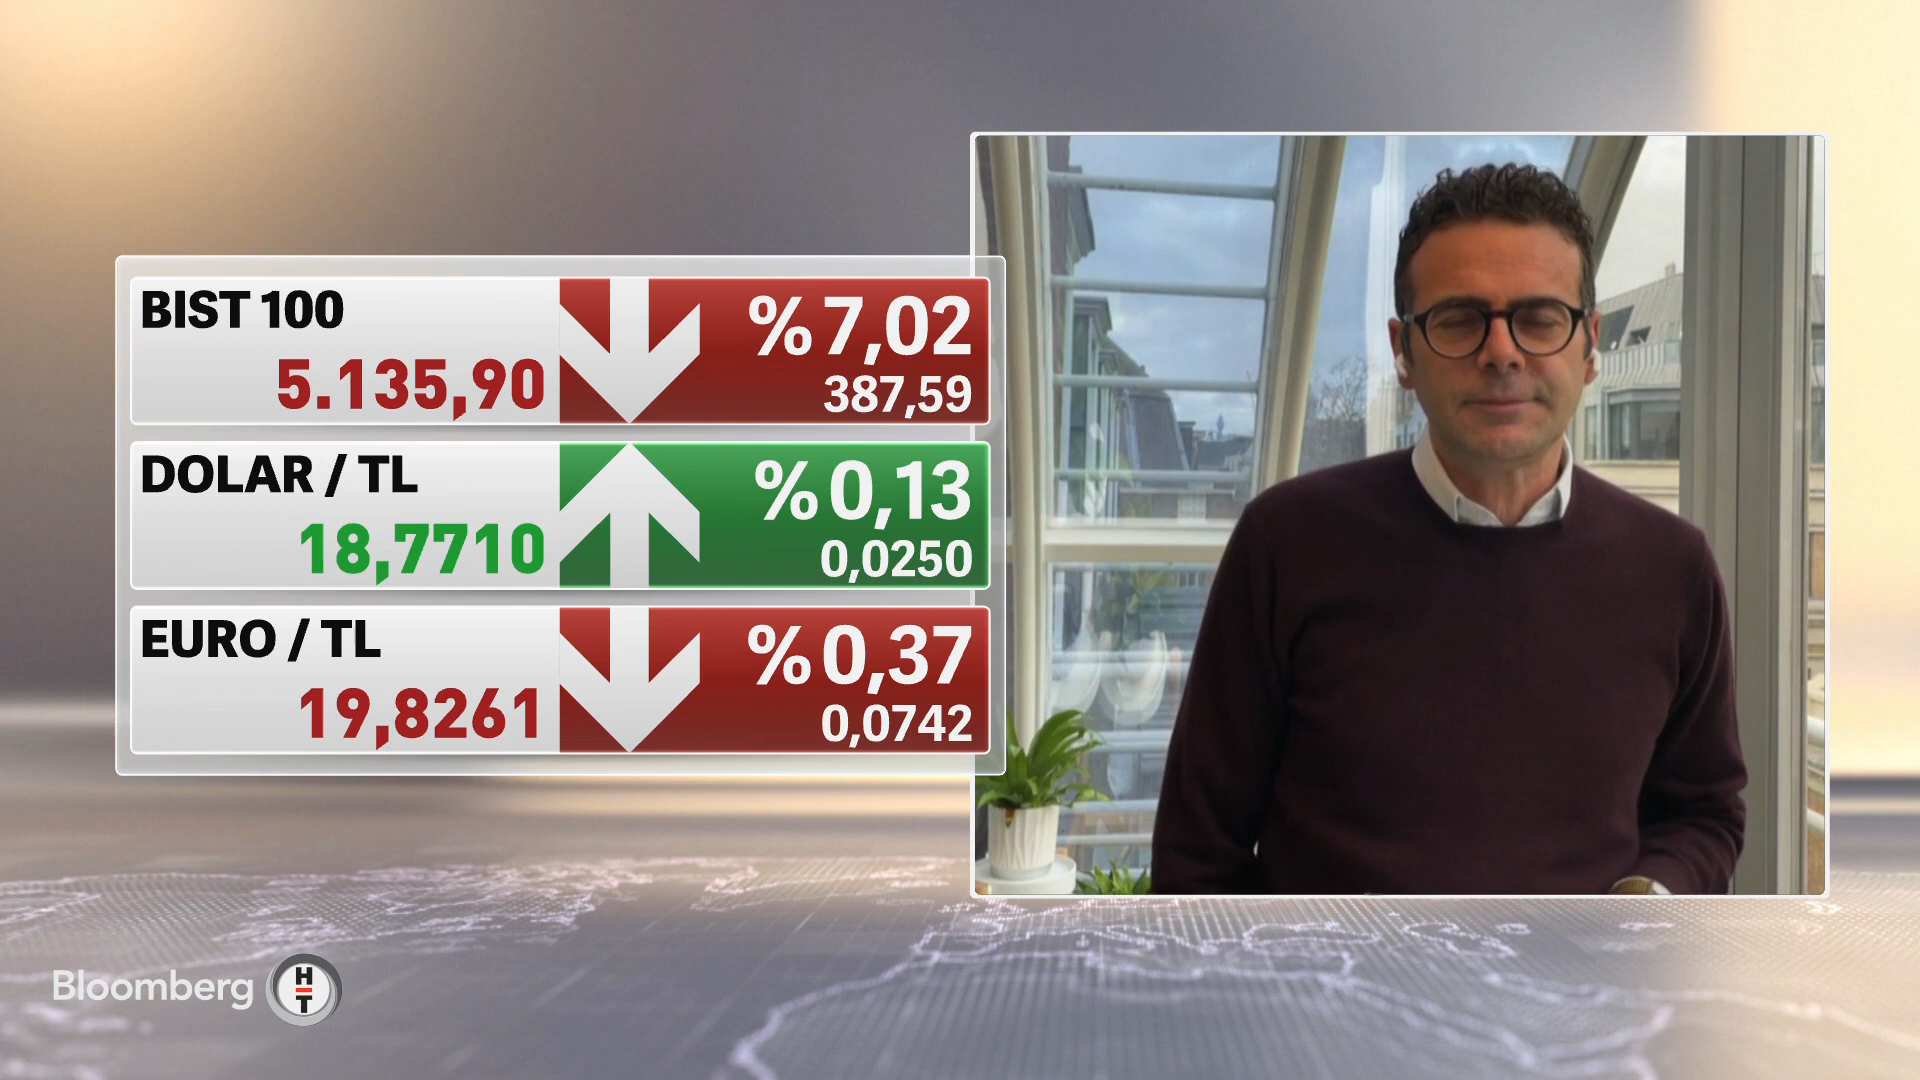 BIST 100
5.135,90
%7,02
387,59
DOLAR / TL
18,7710
%0,13
0,0250
EURO / TL
19,8261
%0,37
0,0742
Bloomberg HT